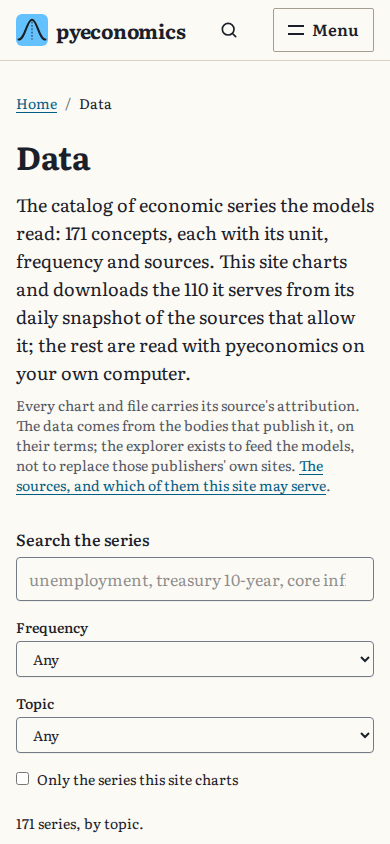 pyeconomics
Menu
Home / Data
Data
The catalog of economic series the models
read: 171 concepts, each with its unit,
frequency and sources. This site charts
and downloads the 110 it serves from its
daily snapshot of the sources that allow
it; the rest are read with pyeconomics on
your own computer.
Every chart and file carries its source's attribution.
The data comes from the bodies that publish it, on
their terms; the explorer exists to feed the models,
not to replace those publishers' own sites. The
sources, and which of them this site may serve.
Search the series
unemployment, treasury 10-year, core inf
Frequency
Any
Topic
Any
Only the series this site charts
171 series, by topic.